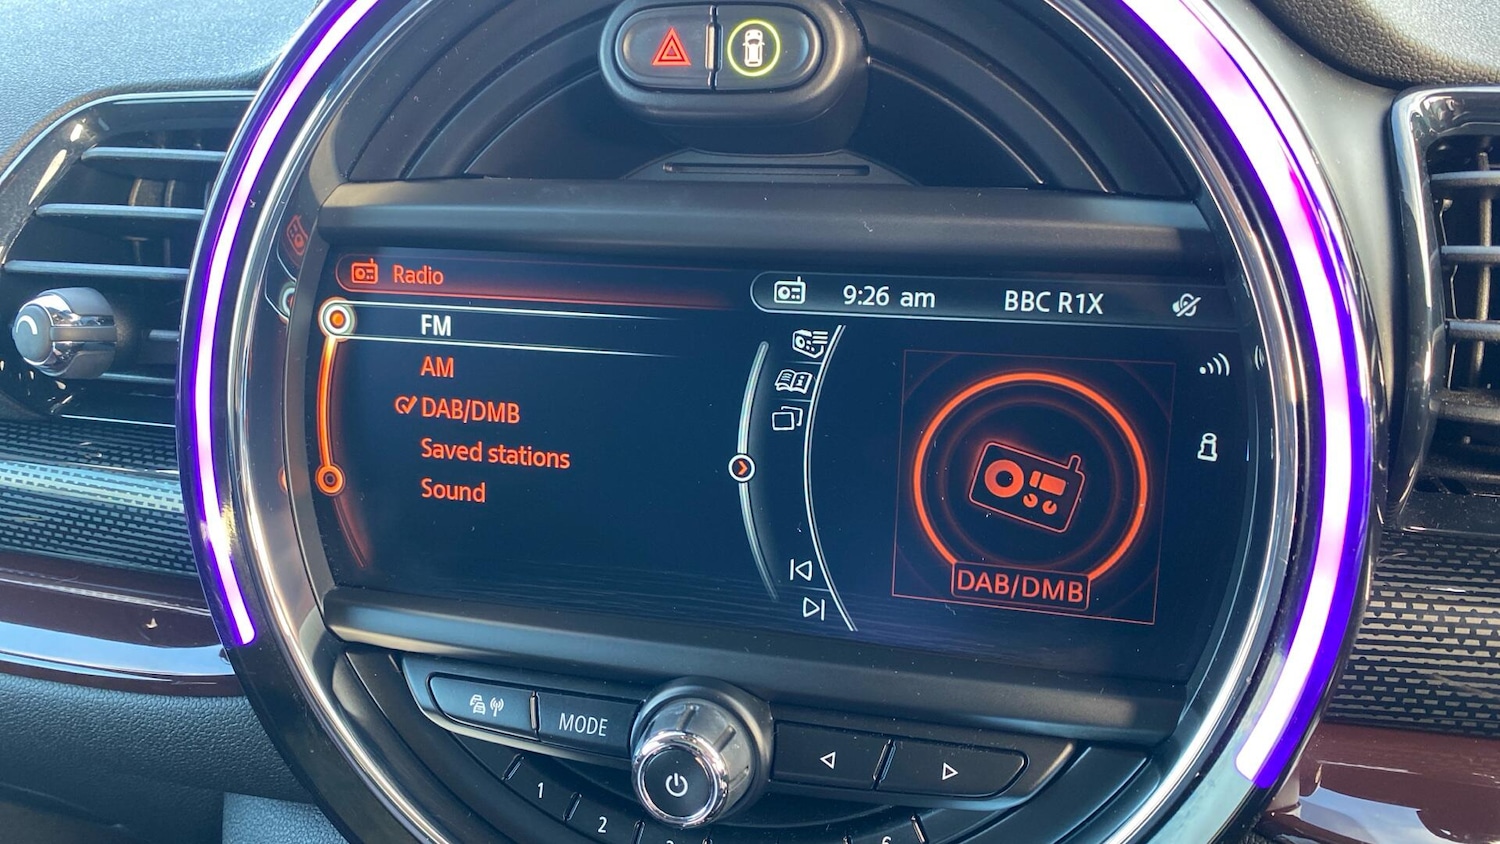 Radio
9:26 am
BBC R1X
FM
AM
DAB/DMB
Saved stations
Sound
DAB/DMB
MODE
1
2